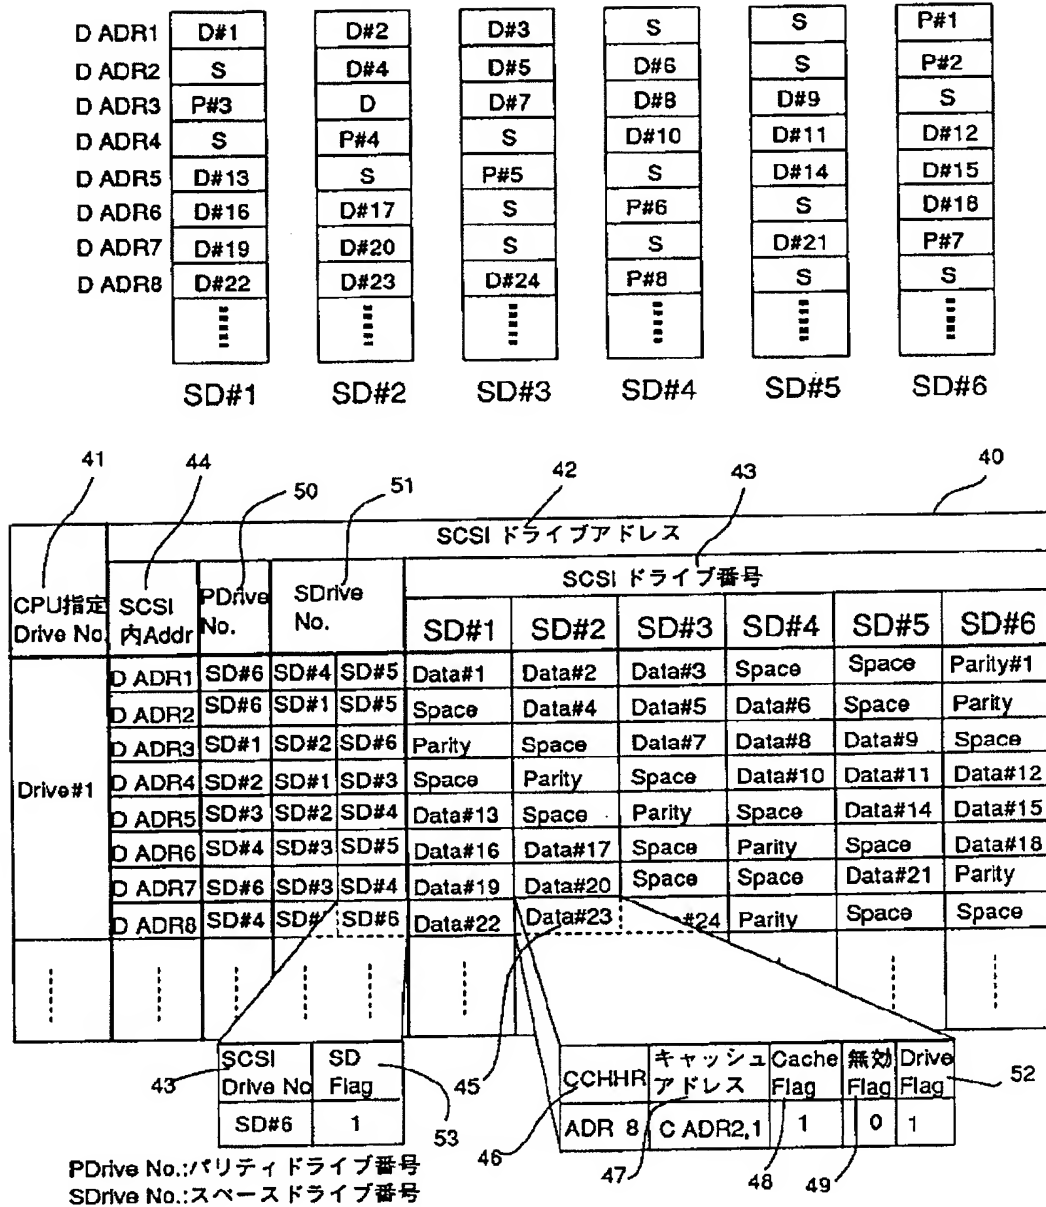 D ADR1 D#1 D#2 D#3 S S P#1
D ADR2 S D#4 D#5 D#6 S P#2
D ADR3 P#3 D D#7 D#8 D#9 S
D ADR4 S P#4 S D#10 D#11 D#12
D ADR5 D#13 S P#5 S D#14 D#15
D ADR6 D#16 D#17 S P#6 S D#18
D ADR7 D#19 D#20 S S D#21 P#7
D ADR8 D#22 D#23 D#24 P#8 S S
SD#1 SD#2 SD#3 SD#4 SD#5 SD#6
41 44 50 51 42 43 40
SCSI ドライブアドレス
SCSI ドライブ番号
CPU指定 Drive No. SCSI 内Addr PDrive No. SDrive No. SD#1 SD#2 SD#3 SD#4 SD#5 SD#6
Drive#1
D ADR1 SD#6 SD#4 SD#5 Data#1 Data#2 Data#3 Space Space Parity#1
D ADR2 SD#6 SD#1 SD#5 Space Data#4 Data#5 Data#6 Space Parity
D ADR3 SD#1 SD#2 SD#6 Parity Space Data#7 Data#8 Data#9 Space
D ADR4 SD#2 SD#1 SD#3 Space Parity Space Data#10 Data#11 Data#12
D ADR5 SD#3 SD#2 SD#4 Data#13 Space Parity Space Data#14 Data#15
D ADR6 SD#4 SD#3 SD#5 Data#16 Data#17 Space Parity Space Data#18
D ADR7 SD#6 SD#3 SD#4 Data#19 Data#20 Space Space Data#21 Parity
D ADR8 SD#4 SD# SD#6 Data#22 Data#23 #24 Parity Space Space
43 SCSI Drive No SD Flag
SD#6 1
53
45 46 47 48 49 52
CCHHR キャッシュアドレス Cache Flag 無効 Flag Drive Flag
ADR 8 C ADR2,1 1 0 1
PDrive No.:パリティドライブ番号
SDrive No.:スペースドライブ番号